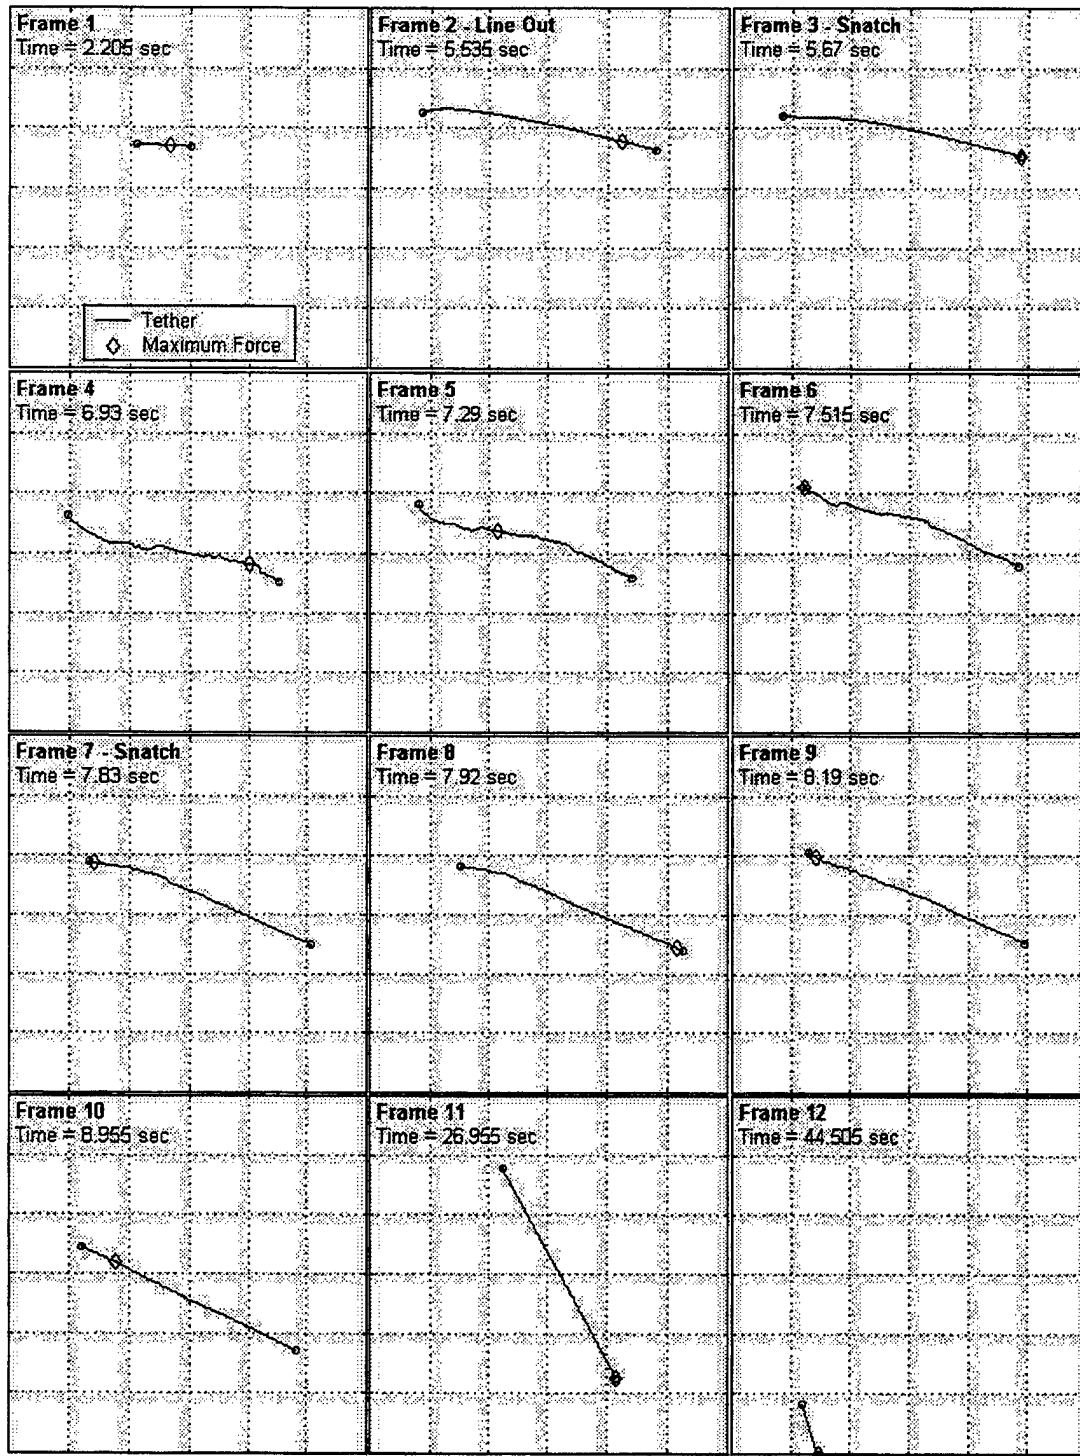 Frame 1
Time = 2.205 sec
Frame 2 - Line Out
Time = 5.535 sec
Frame 3 - Snatch
Time = 5.67 sec
Tether
Maximum Force
Frame 4
Time = 6.93 sec
Frame 5
Time = 7.29 sec
Frame 6
Time = 7.515 sec
Frame 7 - Snatch
Time = 7.83 sec
Frame 8
Time = 7.92 sec
Frame 9
Time = 8.19 sec
Frame 10
Time = 8.955 sec
Frame 11
Time = 26.955 sec
Frame 12
Time = 44.505 sec